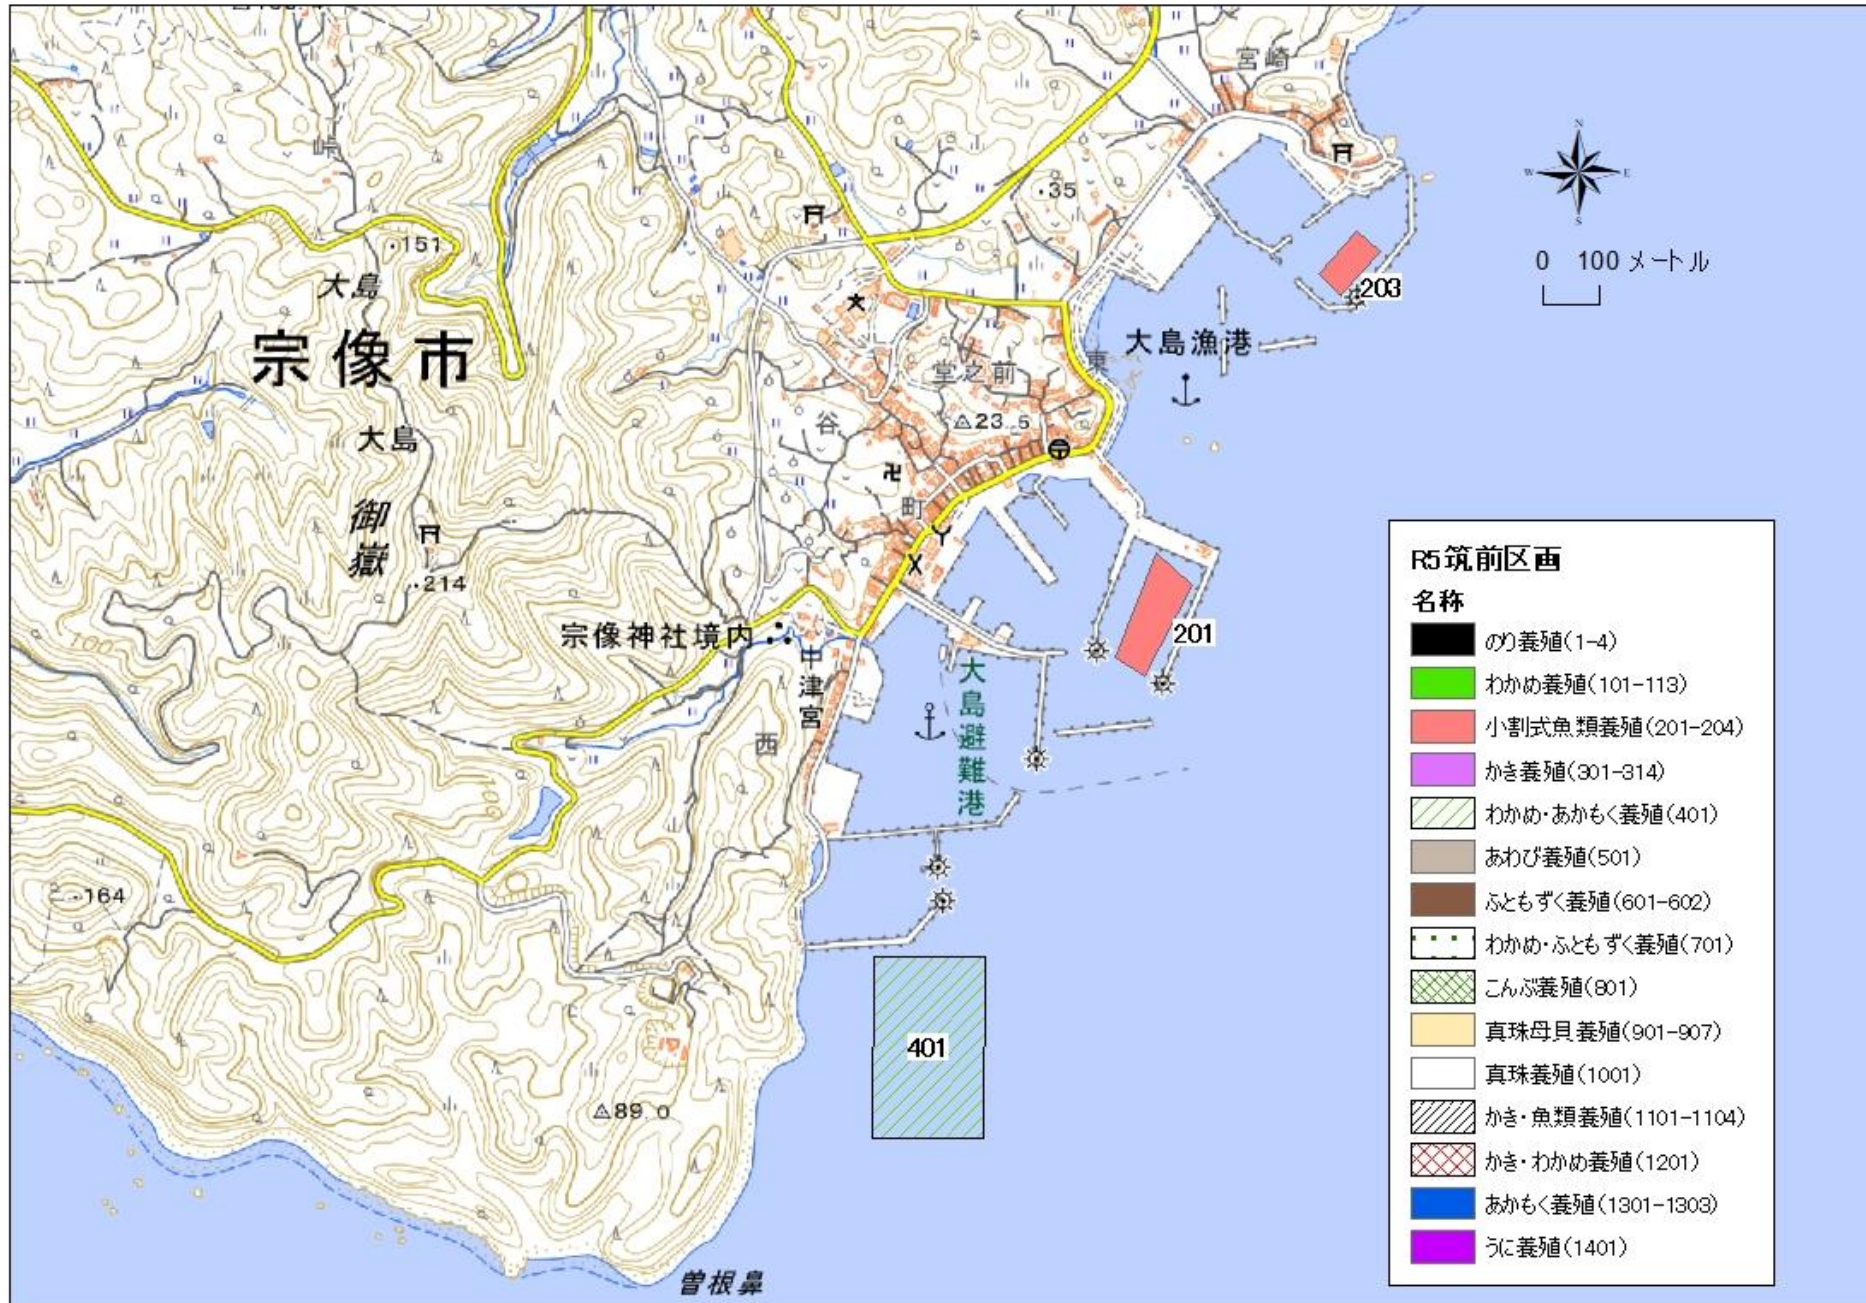 宮崎
峠
・35
N
W
E
S
0 100 メートル
・151
大島
203
宗像市
大島漁港
東
堂之前
谷
△23.5
大島
御嶽
町
・214
100
50
宗像神社境内
中津宮
201
大島避難港
西
100
・164
401
△89.0
曽根鼻
R5筑前区画
名称
のり養殖(1-4)
わかめ養殖(101-113)
小割式魚類養殖(201-204)
かき養殖(301-314)
わかめ・あかもく養殖(401)
あわび養殖(501)
ふともずく養殖(601-602)
わかめ・ふともずく養殖(701)
こんぶ養殖(801)
真珠母貝養殖(901-907)
真珠養殖(1001)
かき・魚類養殖(1101-1104)
かき・わかめ養殖(1201)
あかもく養殖(1301-1303)
うに養殖(1401)